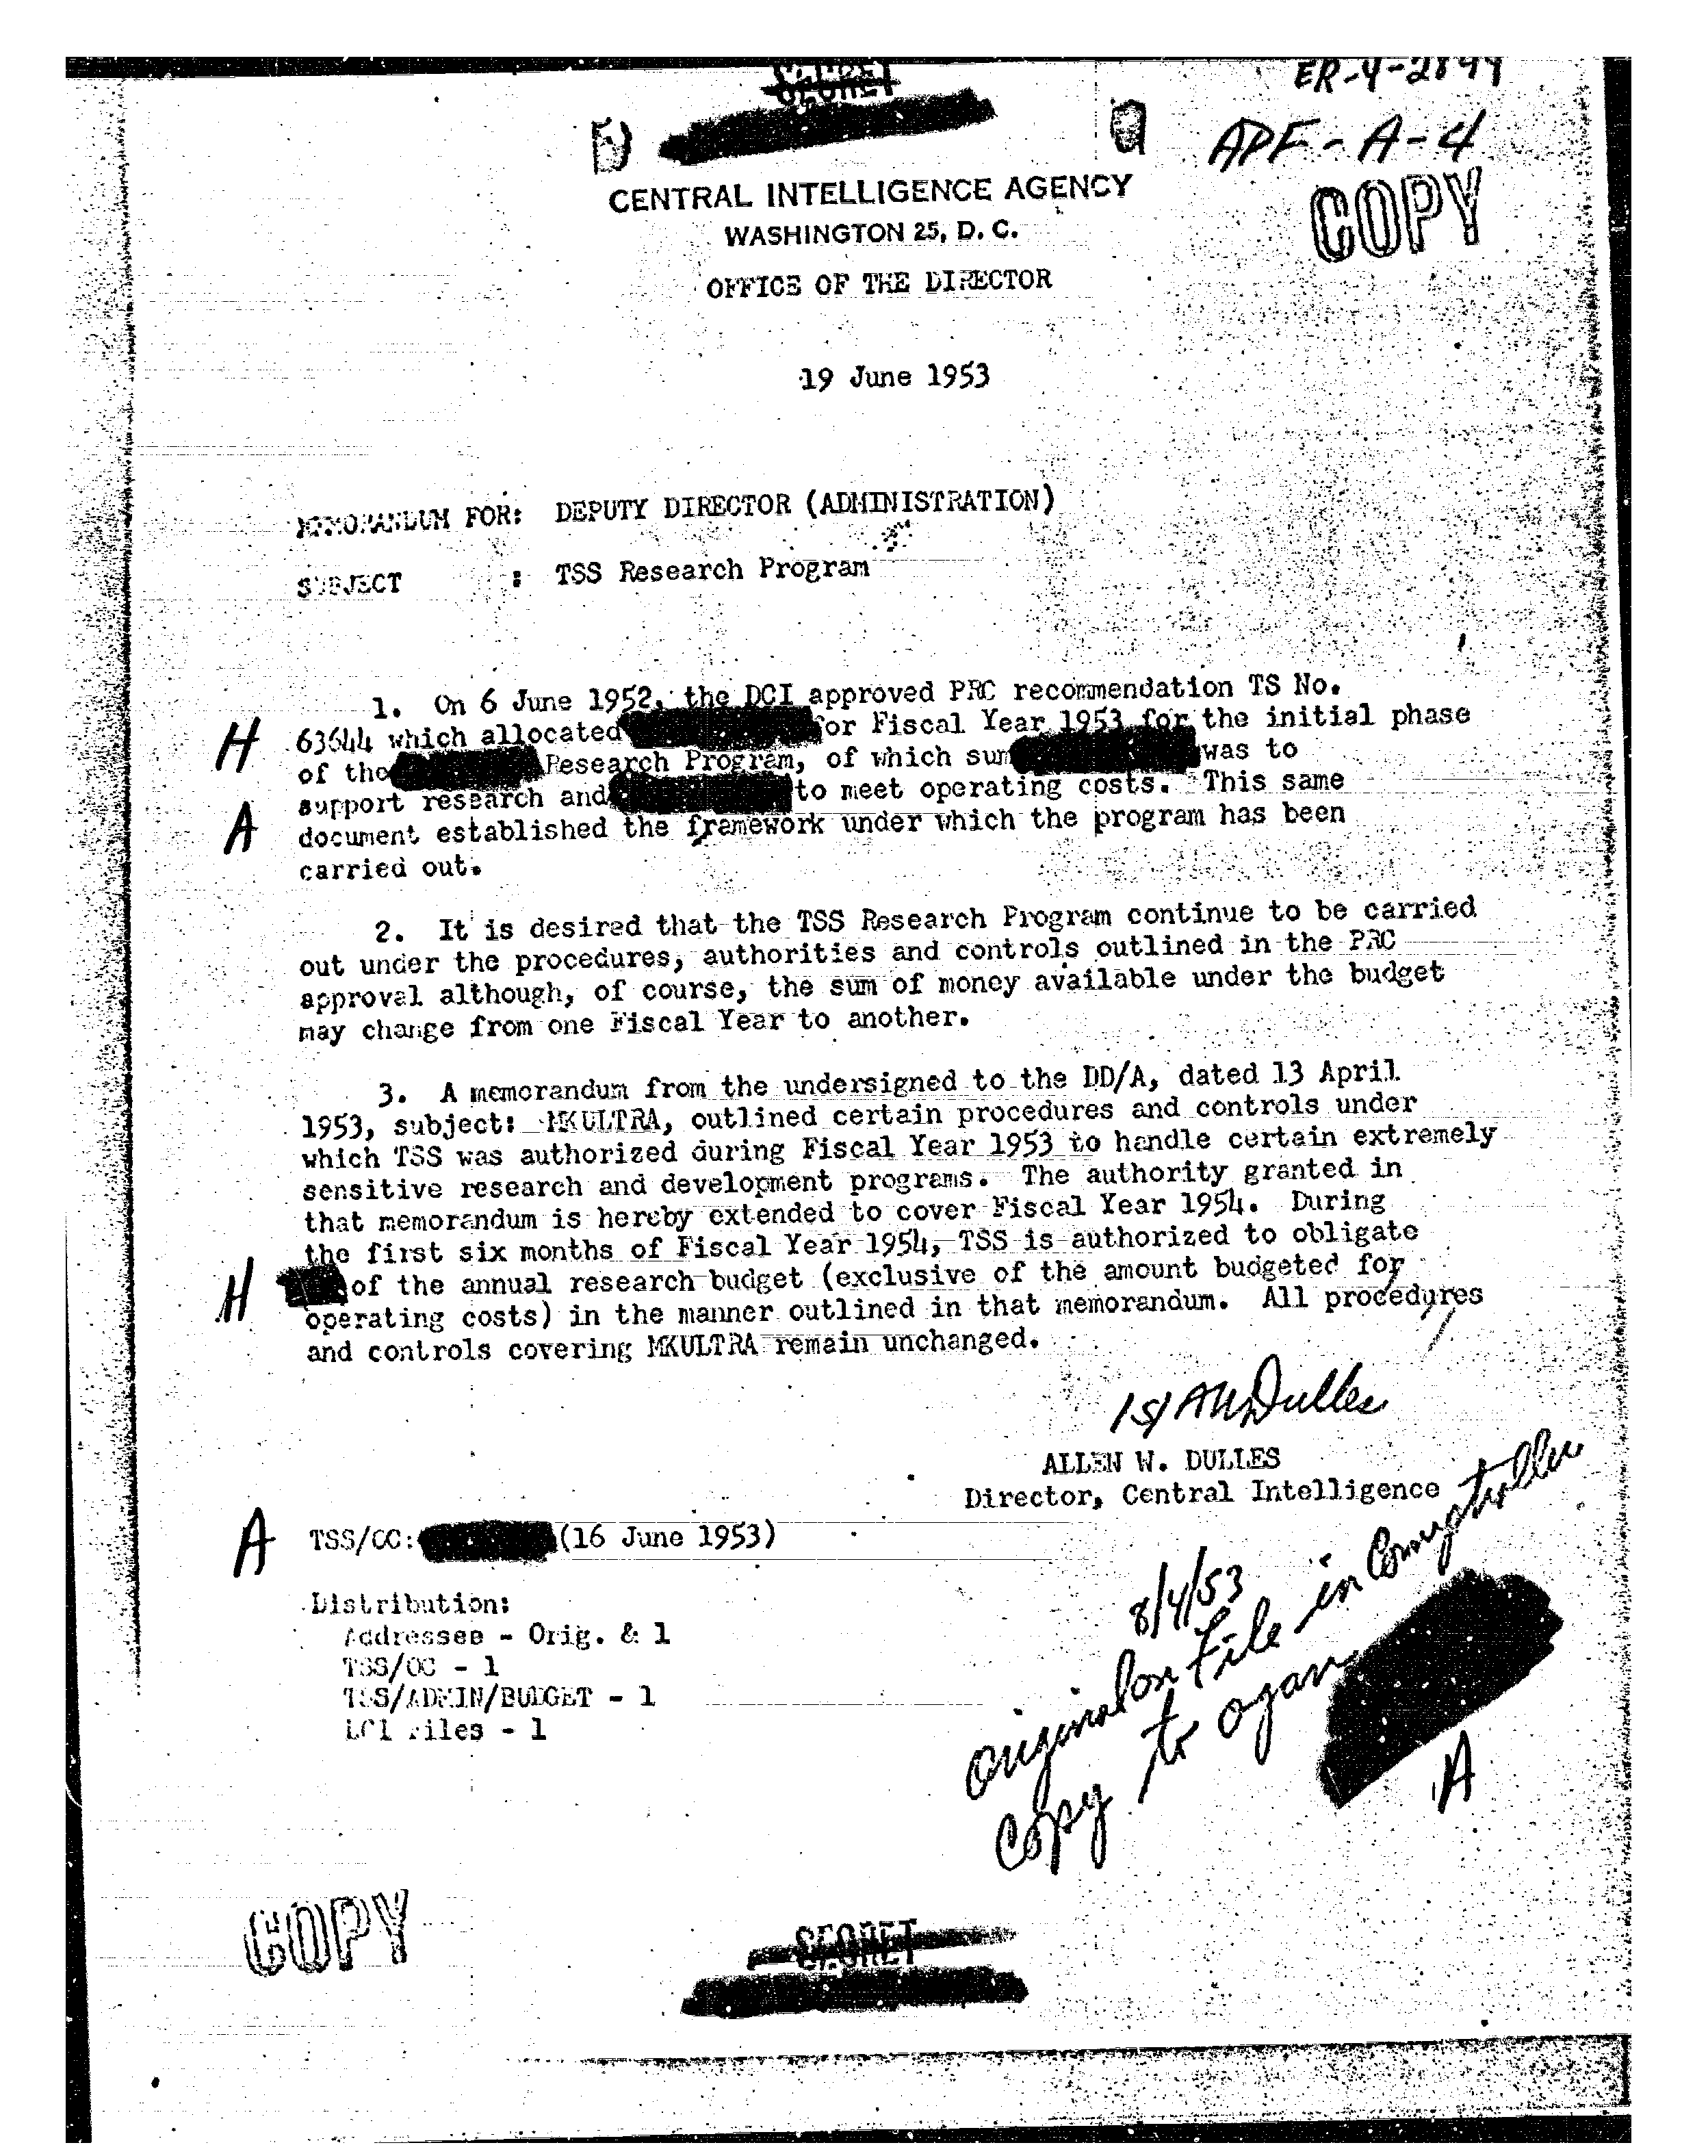 SECRET
ER-4-2899
APF-A-4
COPY
CENTRAL INTELLIGENCE AGENCY
WASHINGTON 25, D. C.
OFFICE OF THE DIRECTOR
19 June 1953
MEMORANDUM FOR: DEPUTY DIRECTOR (ADMINISTRATION)
SUBJECT : TSS Research Program
1. On 6 June 1952, the DCI approved PRC recommendation TS No.
H 63644 which allocated for Fiscal Year 1953 for the initial phase
of the Research Program, of which sum was to
support research and to meet operating costs. This same
A document established the framework under which the program has been
carried out.
2. It is desired that the TSS Research Program continue to be carried
out under the procedures, authorities and controls outlined in the PRC
approval although, of course, the sum of money available under the budget
may change from one Fiscal Year to another.
3. A memorandum from the undersigned to the DD/A, dated 13 April
1953, subject: MKULTRA, outlined certain procedures and controls under
which TSS was authorized during Fiscal Year 1953 to handle certain extremely
sensitive research and development programs. The authority granted in
that memorandum is hereby extended to cover Fiscal Year 1954. During
the first six months of Fiscal Year 1954, TSS is authorized to obligate
H of the annual research budget (exclusive of the amount budgeted for
operating costs) in the manner outlined in that memorandum. All procedures
and controls covering MKULTRA remain unchanged.
/s/ AW Dulles
ALLEN W. DULLES
Director, Central Intelligence
A TSS/OC: (16 June 1953)
Distribution:
Addressee - Orig. & 1
TSS/OC - 1
TSS/ADMIN/BUDGET - 1
DCI Files - 1
8/4/53
Original on File in Comptroller
Copy to ogan
A
COPY
SECRET